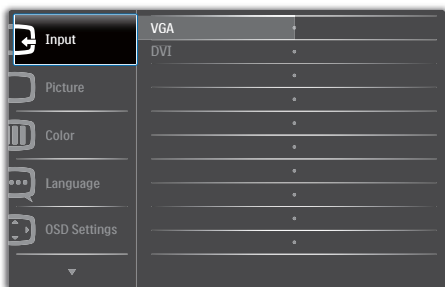 Input
VGA
DVI
Picture
Color
Language
OSD Settings